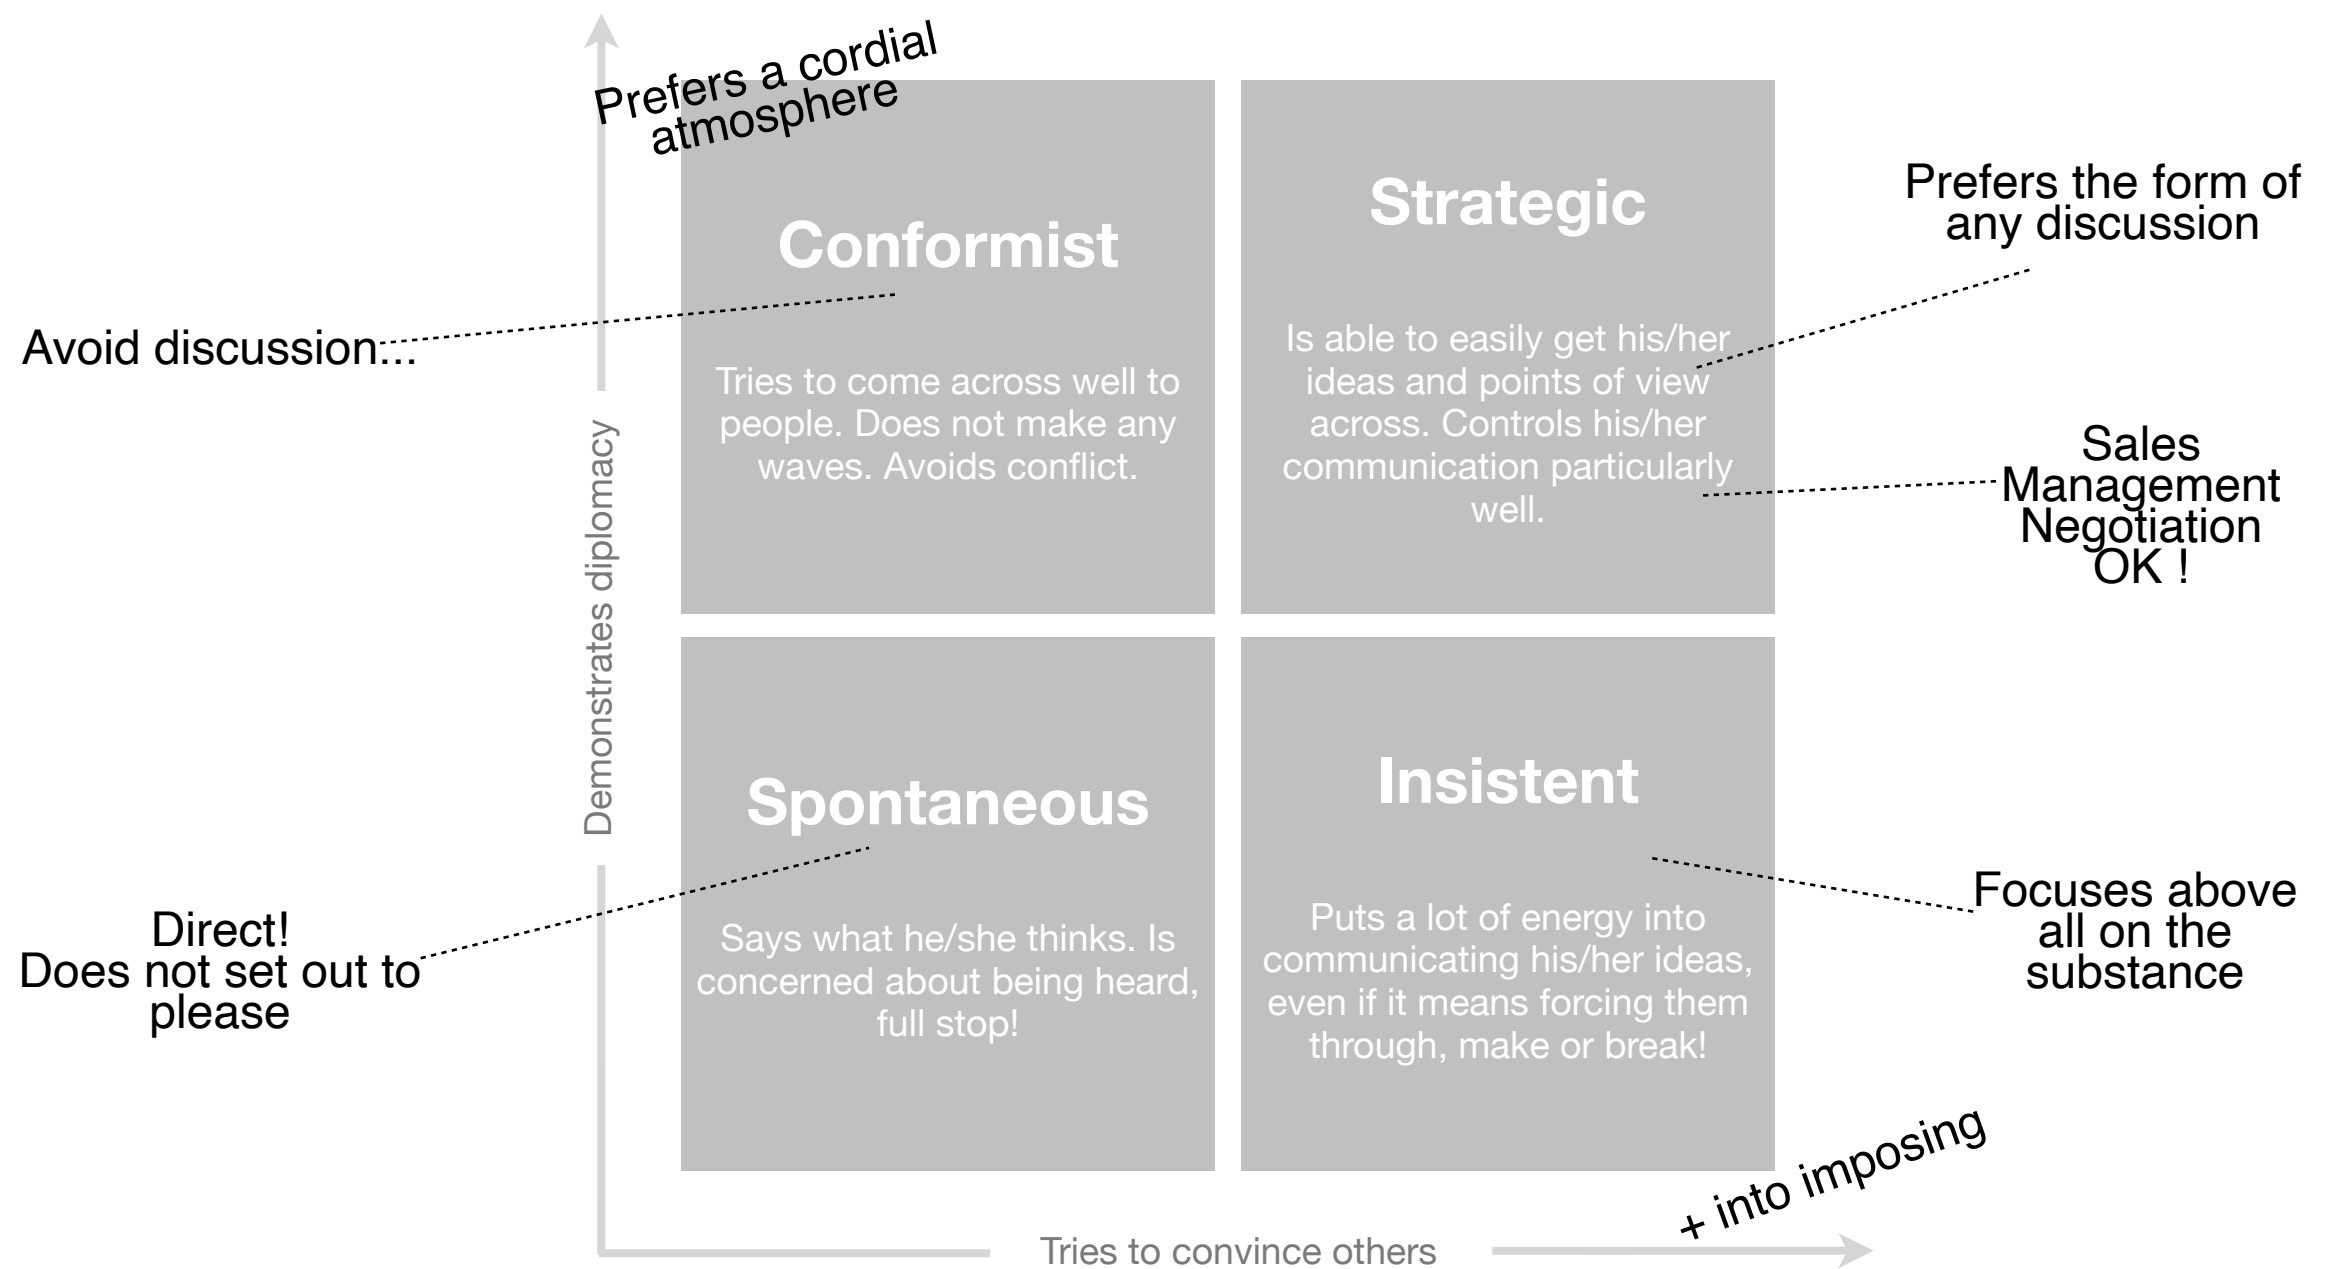 Prefers a cordial
atmosphere
Conformist
Tries to come across well to
people. Does not make any
waves. Avoids conflict.
Strategic
Is able to easily get his/her
ideas and points of view
across. Controls his/her
communication particularly
well.
Prefers the form of
any discussion
Sales
Management
Negotiation
OK !
Avoid discussion...
Demonstrates diplomacy
Spontaneous
Says what he/she thinks. Is
concerned about being heard,
full stop!
Insistent
Puts a lot of energy into
communicating his/her ideas,
even if it means forcing them
through, make or break!
Direct!
Does not set out to
please
Focuses above
all on the
substance
+ into imposing
Tries to convince others